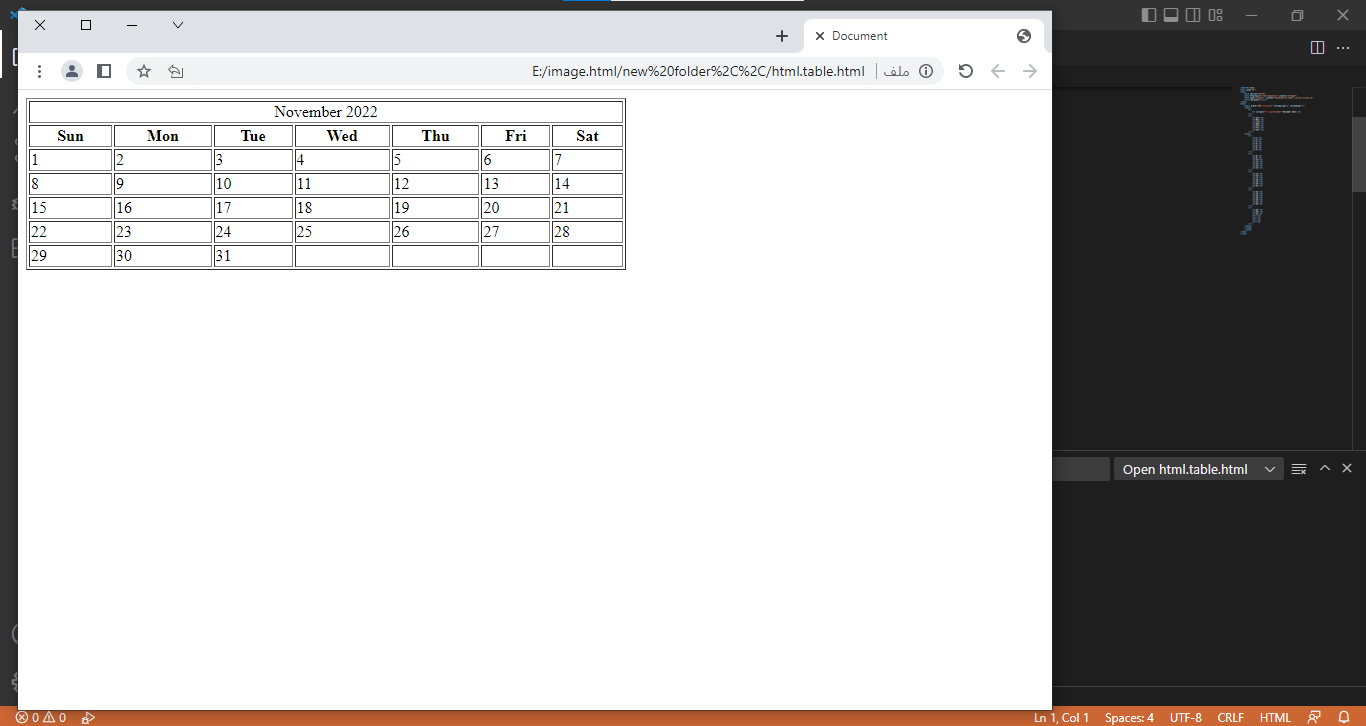 Document
E:/image.html/new%20folder%2C%2C/html.table.html
ملف
November 2022
Sun Mon Tue Wed Thu Fri Sat
1 2 3 4 5 6 7
8 9 10 11 12 13 14
15 16 17 18 19 20 21
22 23 24 25 26 27 28
29 30 31
Open html.table.html
0 0
Ln 1, Col 1 Spaces: 4 UTF-8 CRLF HTML